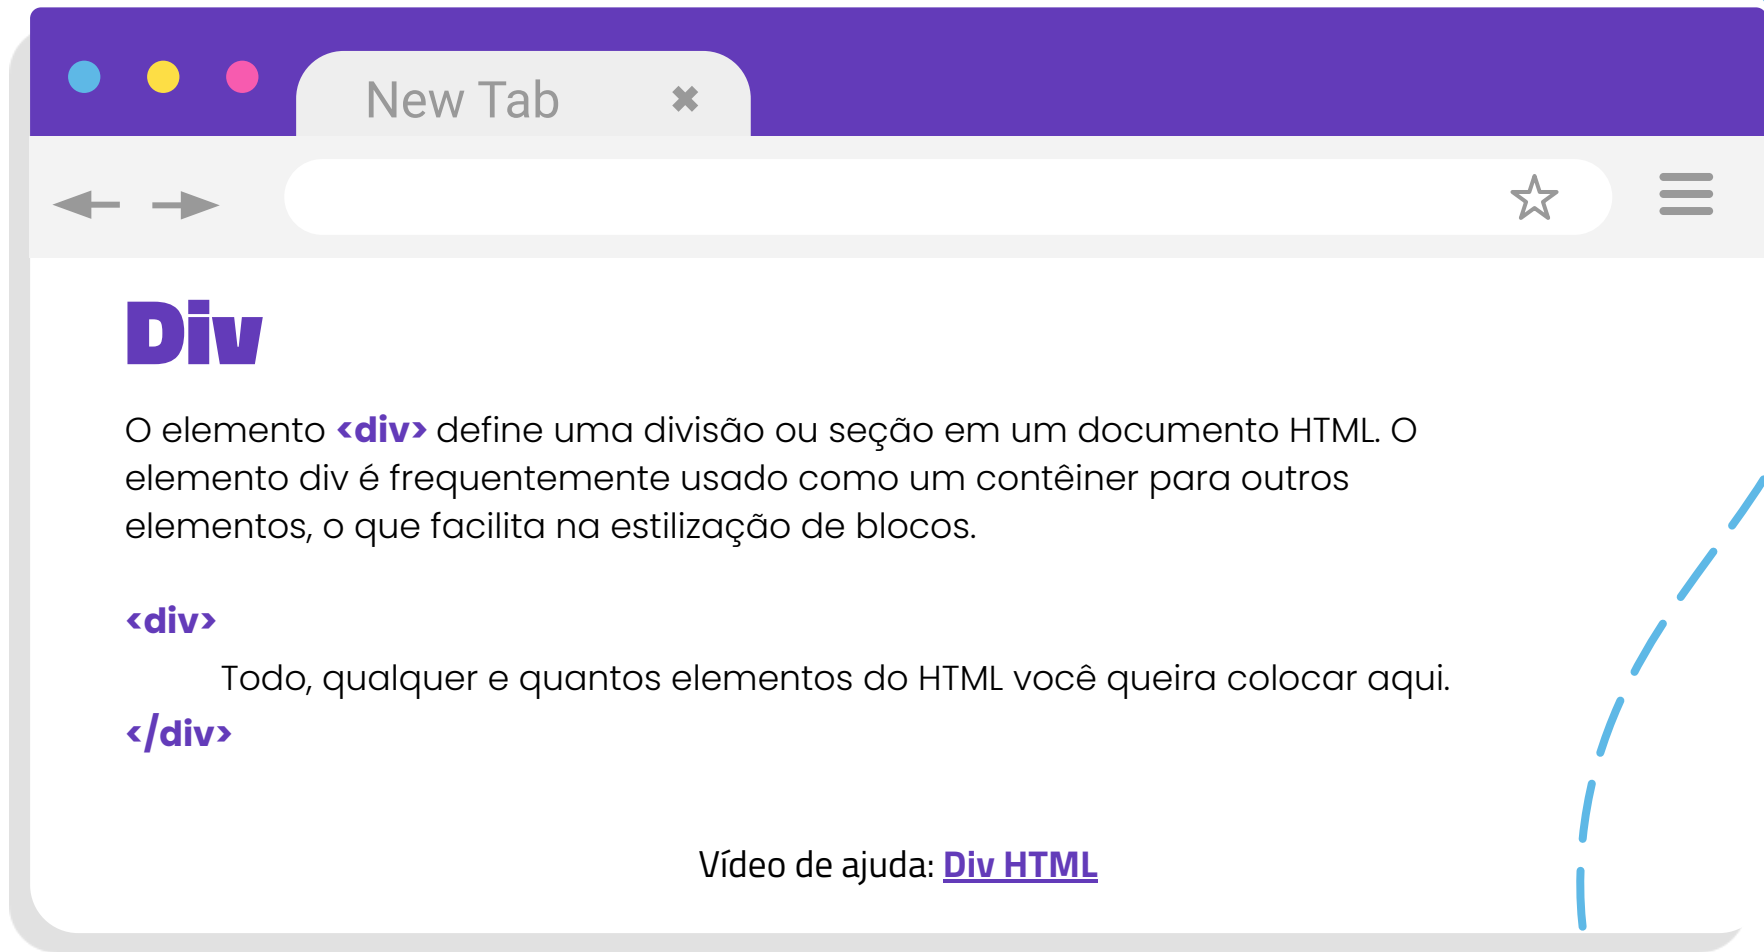 New Tab
Div
O elemento <div> define uma divisão ou seção em um documento HTML. O
elemento div é frequentemente usado como um contêiner para outros
elementos, o que facilita na estilização de blocos.
<div>
Todo, qualquer e quantos elementos do HTML você queira colocar aqui.
</div>
Vídeo de ajuda: Div HTML